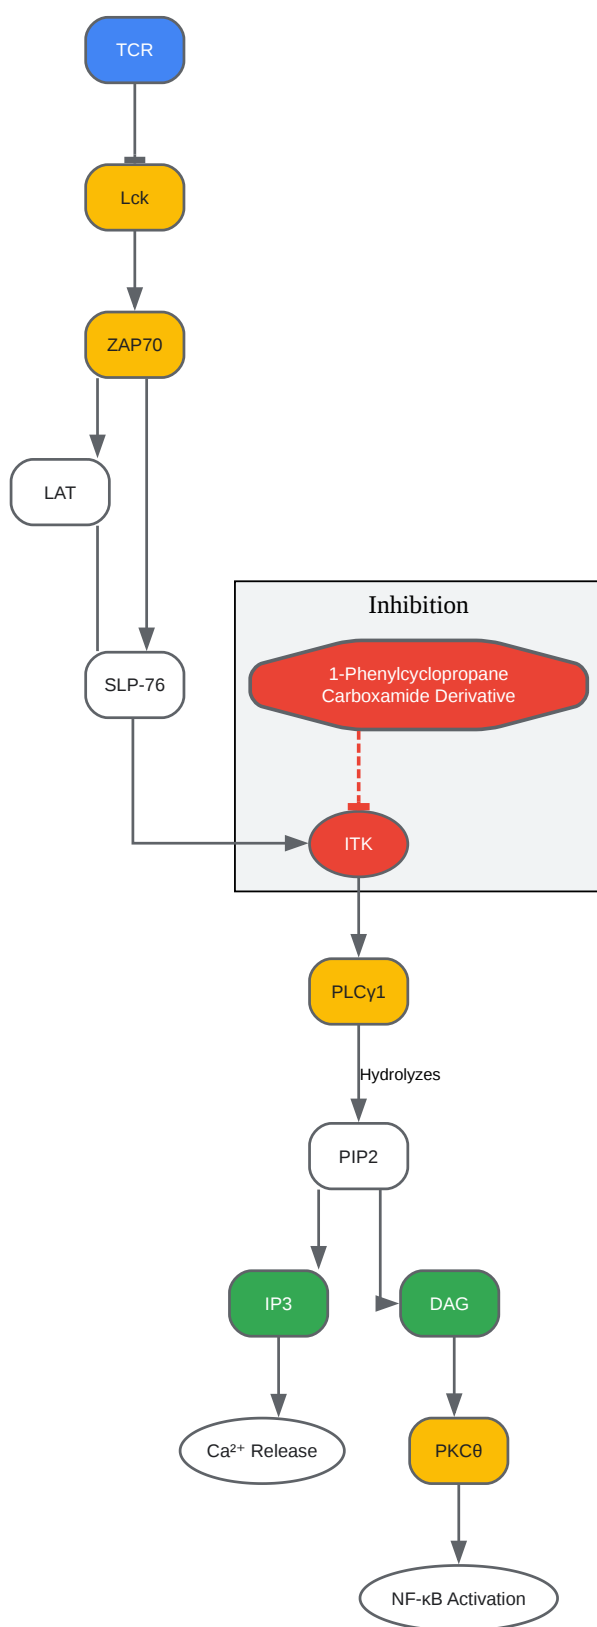 TCR
Lck
ZAP70
LAT
SLP-76
Inhibition
1-Phenylcyclopropane
Carboxamide Derivative
ITK
PLCγ1
Hydrolyzes
PIP2
IP3
DAG
Ca²⁺ Release
PKCθ
NF-κB Activation